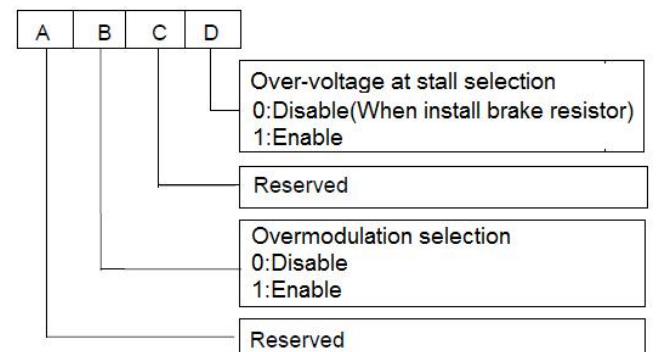 A B C D
Over-voltage at stall selection
0:Disable(When install brake resistor)
1:Enable
Reserved
Overmodulation selection
0:Disable
1:Enable
Reserved